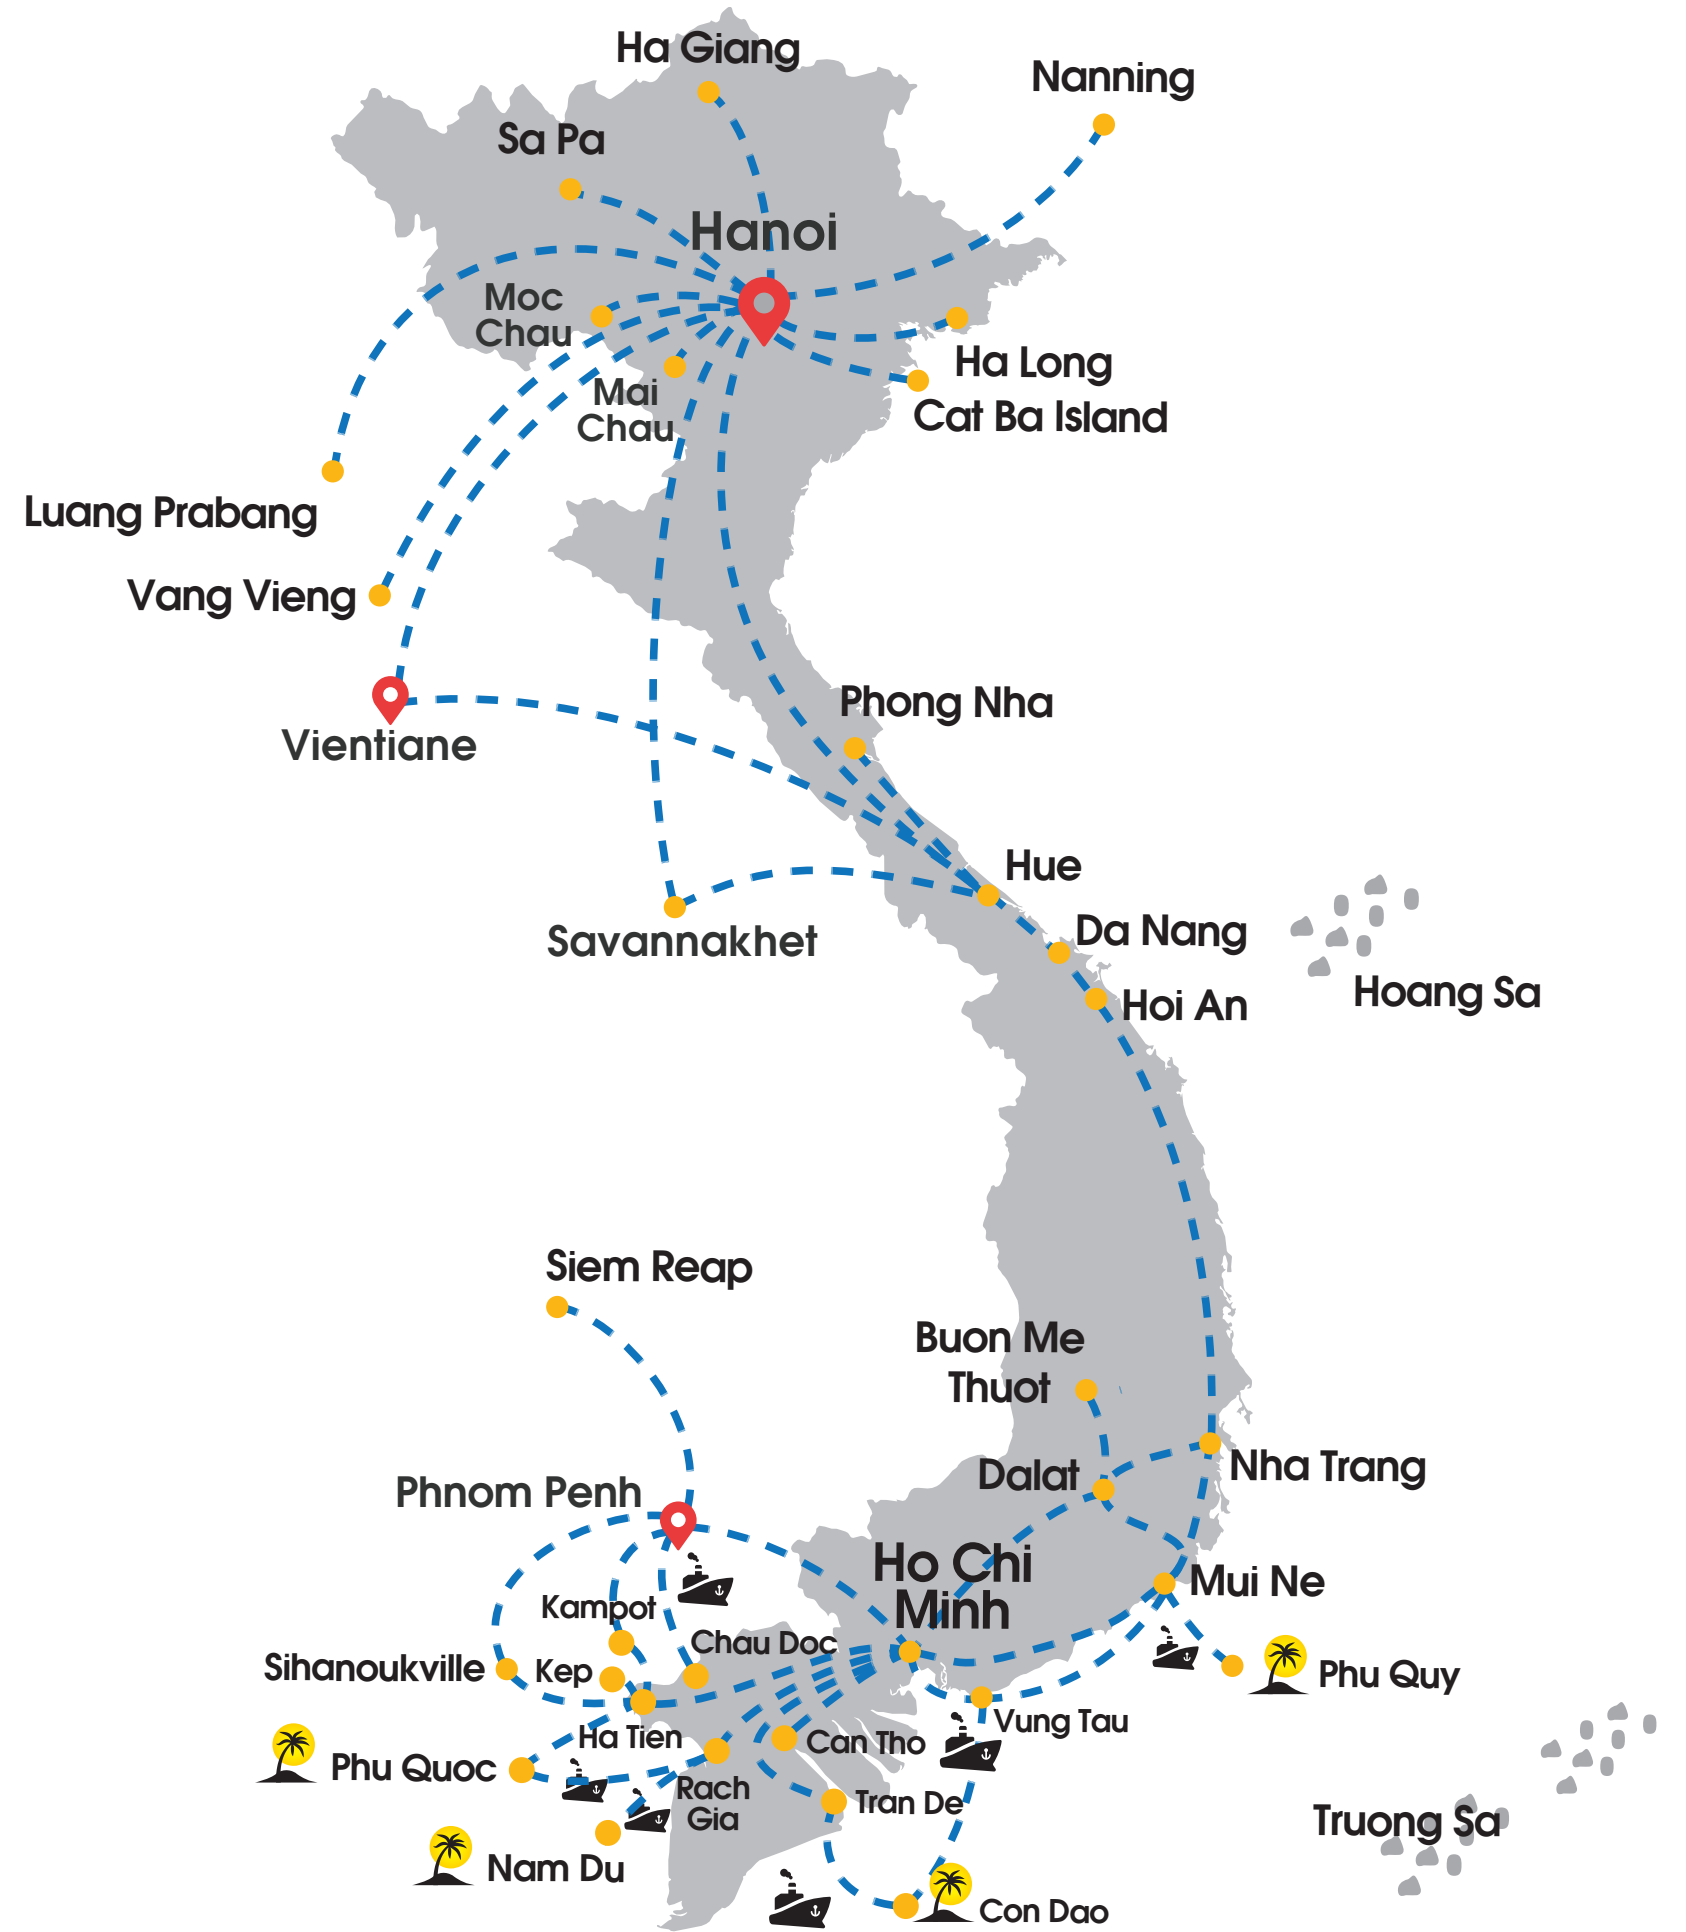 Ha Giang
Nanning
Sa Pa
Hanoi
Moc
Chau
Ha Long
Mai
Chau
Cat Ba Island
Luang Prabang
Vang Vieng
Phong Nha
Vientiane
Hue
Da Nang
Savannakhet
Hoang Sa
Hoi An
Siem Reap
Buon Me
Thuot
Nha Trang
Dalat
Phnom Penh
Ho Chi
Minh
Mui Ne
Kampot
Chau Doc
Sihanoukville
Kep
Phu Quy
Vung Tau
Ha Tien
Can Tho
Phu Quoc
Rach
Gia
Tran De
Truong Sa
Nam Du
Con Dao